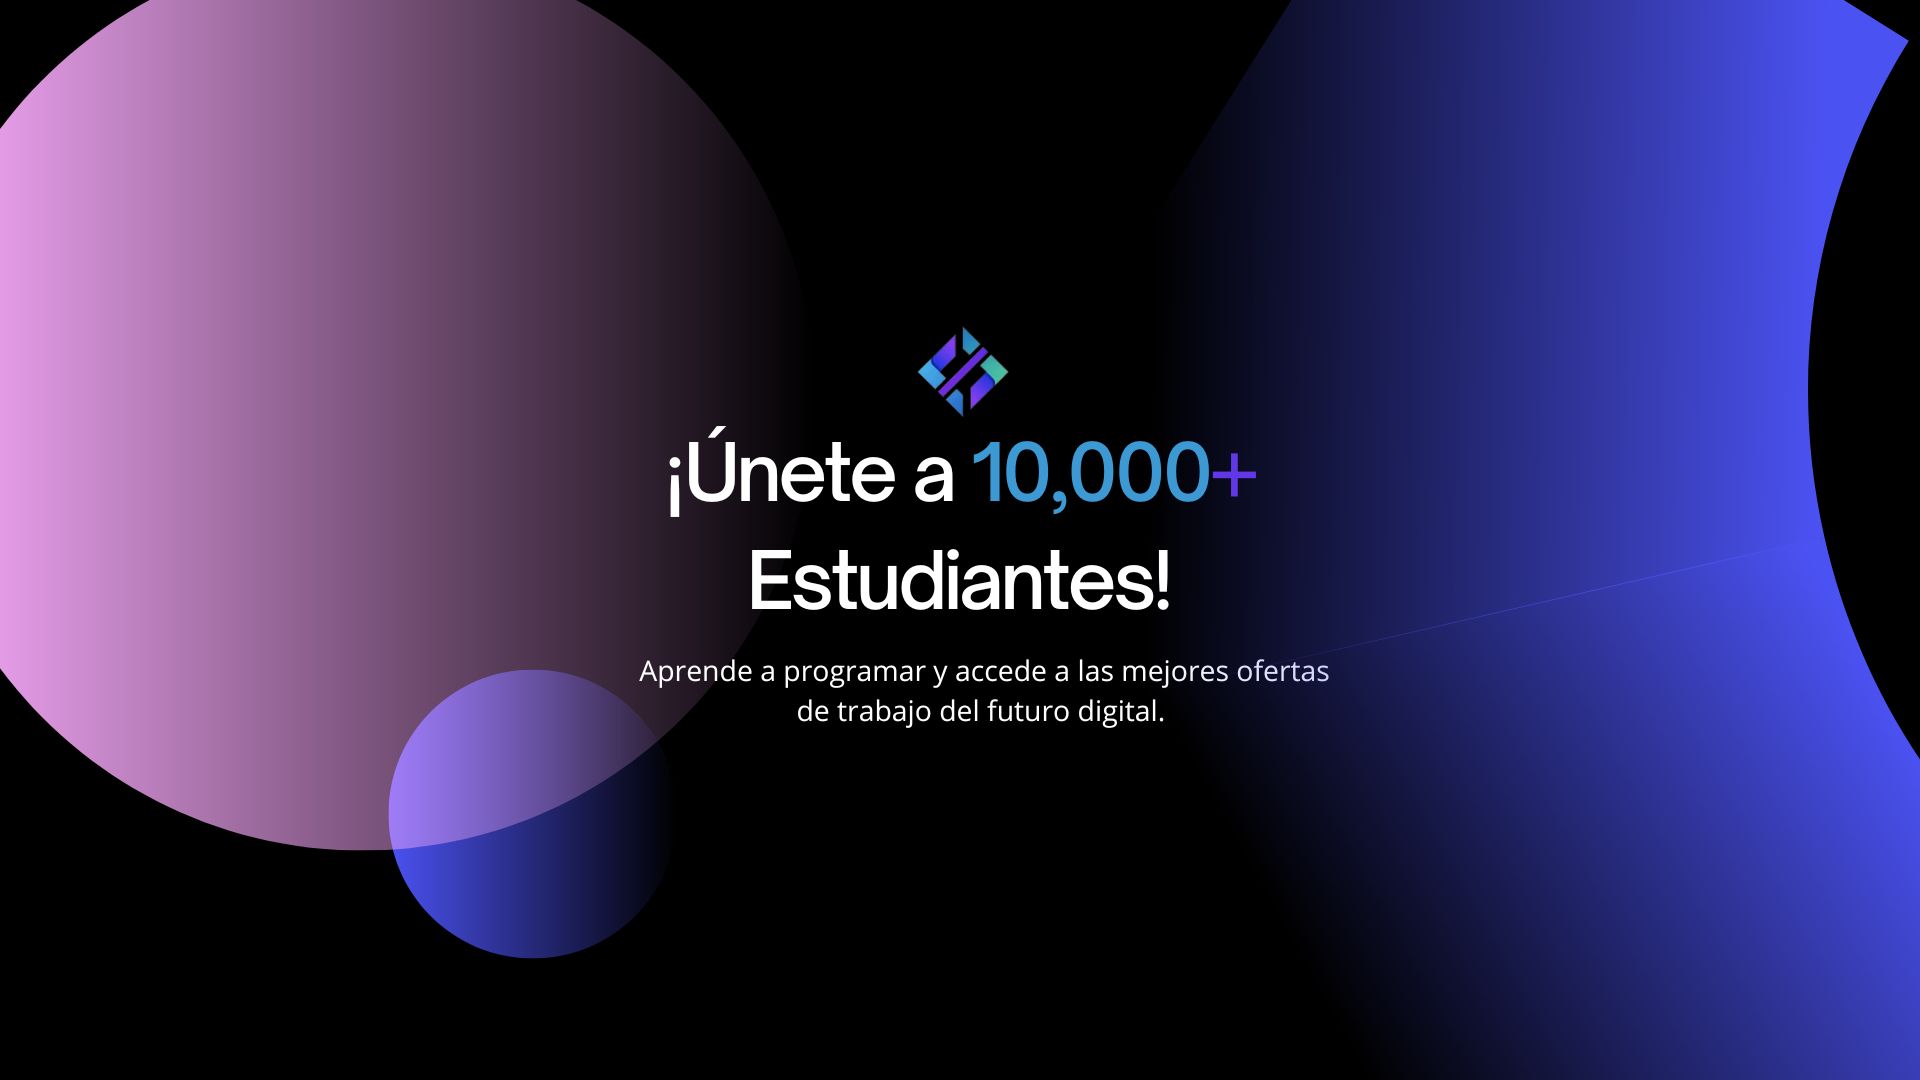 ¡Únete a 10,000+
Estudiantes!
Aprende a programar y accede a las mejores ofertas
de trabajo del futuro digital.